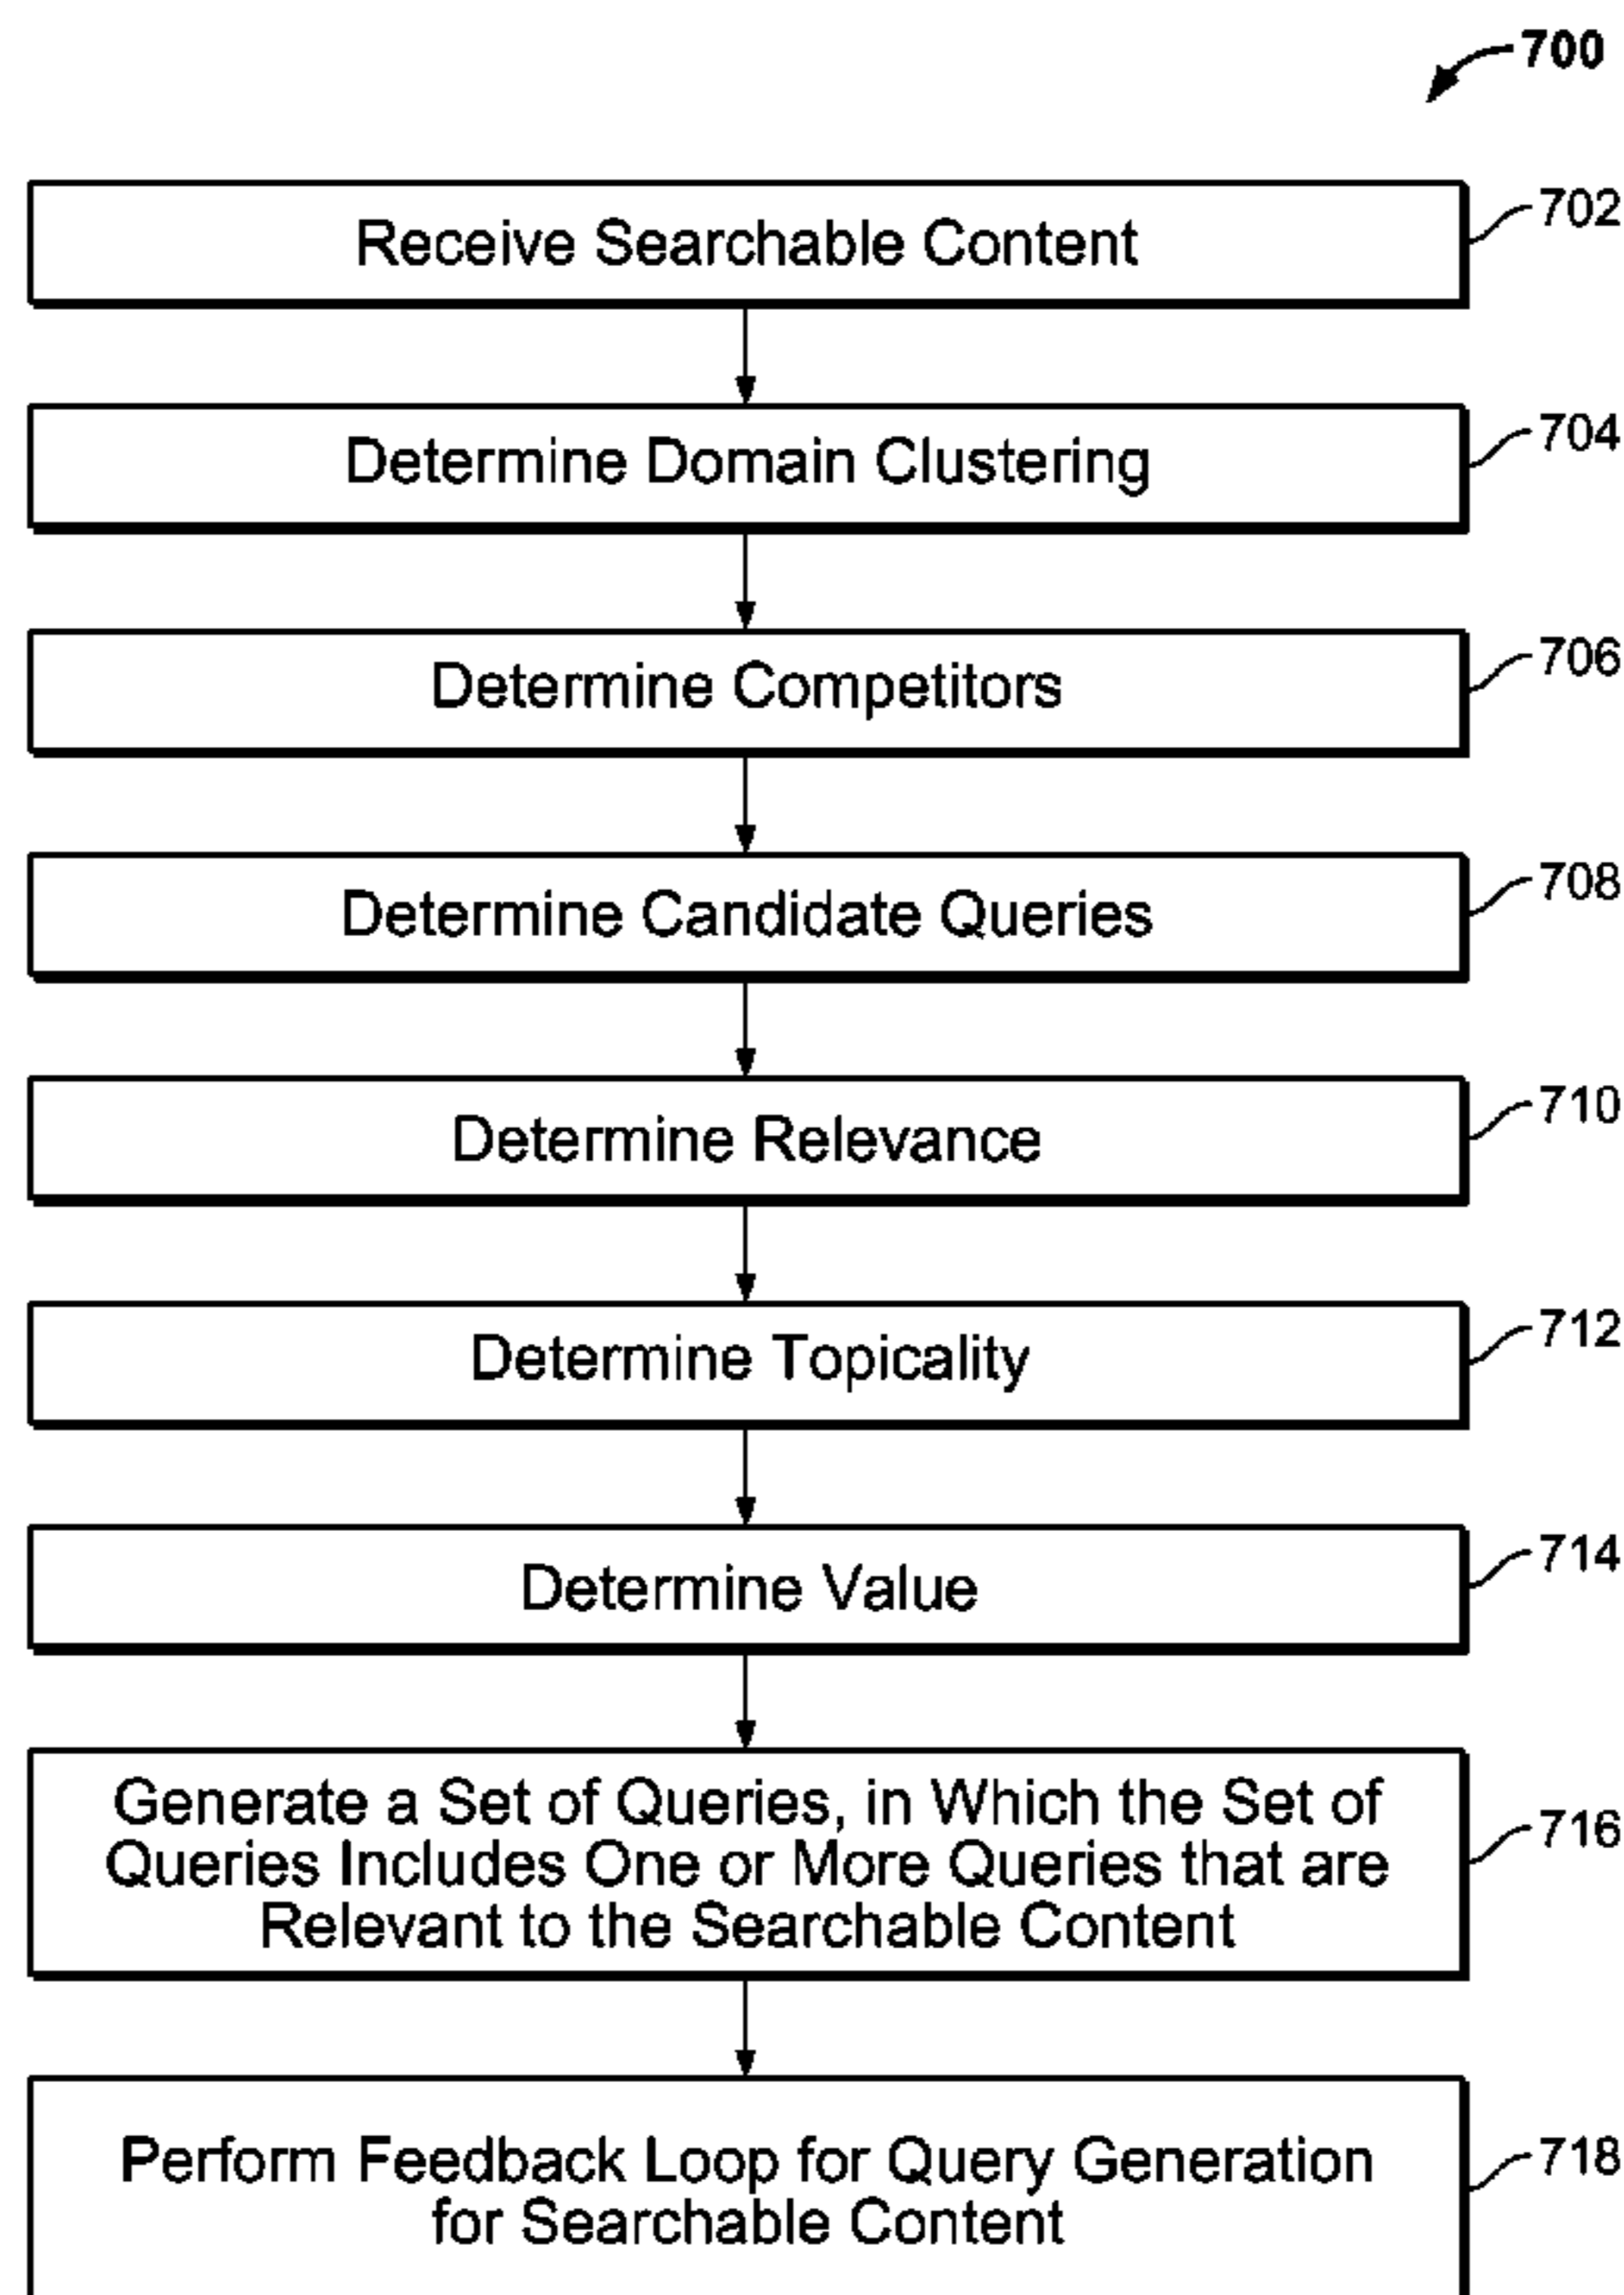 700
Receive Searchable Content
702
Determine Domain Clustering
704
Determine Competitors
706
Determine Candidate Queries
708
Determine Relevance
710
Determine Topicality
712
Determine Value
714
Generate a Set of Queries, in Which the Set of
Queries Includes One or More Queries that are
Relevant to the Searchable Content
716
Perform Feedback Loop for Query Generation
for Searchable Content
718